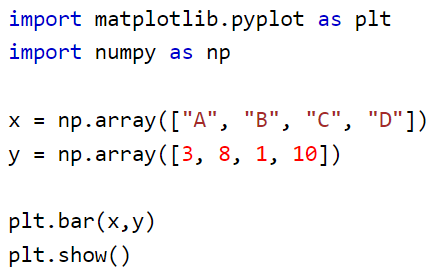 import matplotlib.pyplot as plt
import numpy as np
x = np.array(["A", "B", "C", "D"])
y = np.array([3, 8, 1, 10])
plt.bar(x,y)
plt.show()